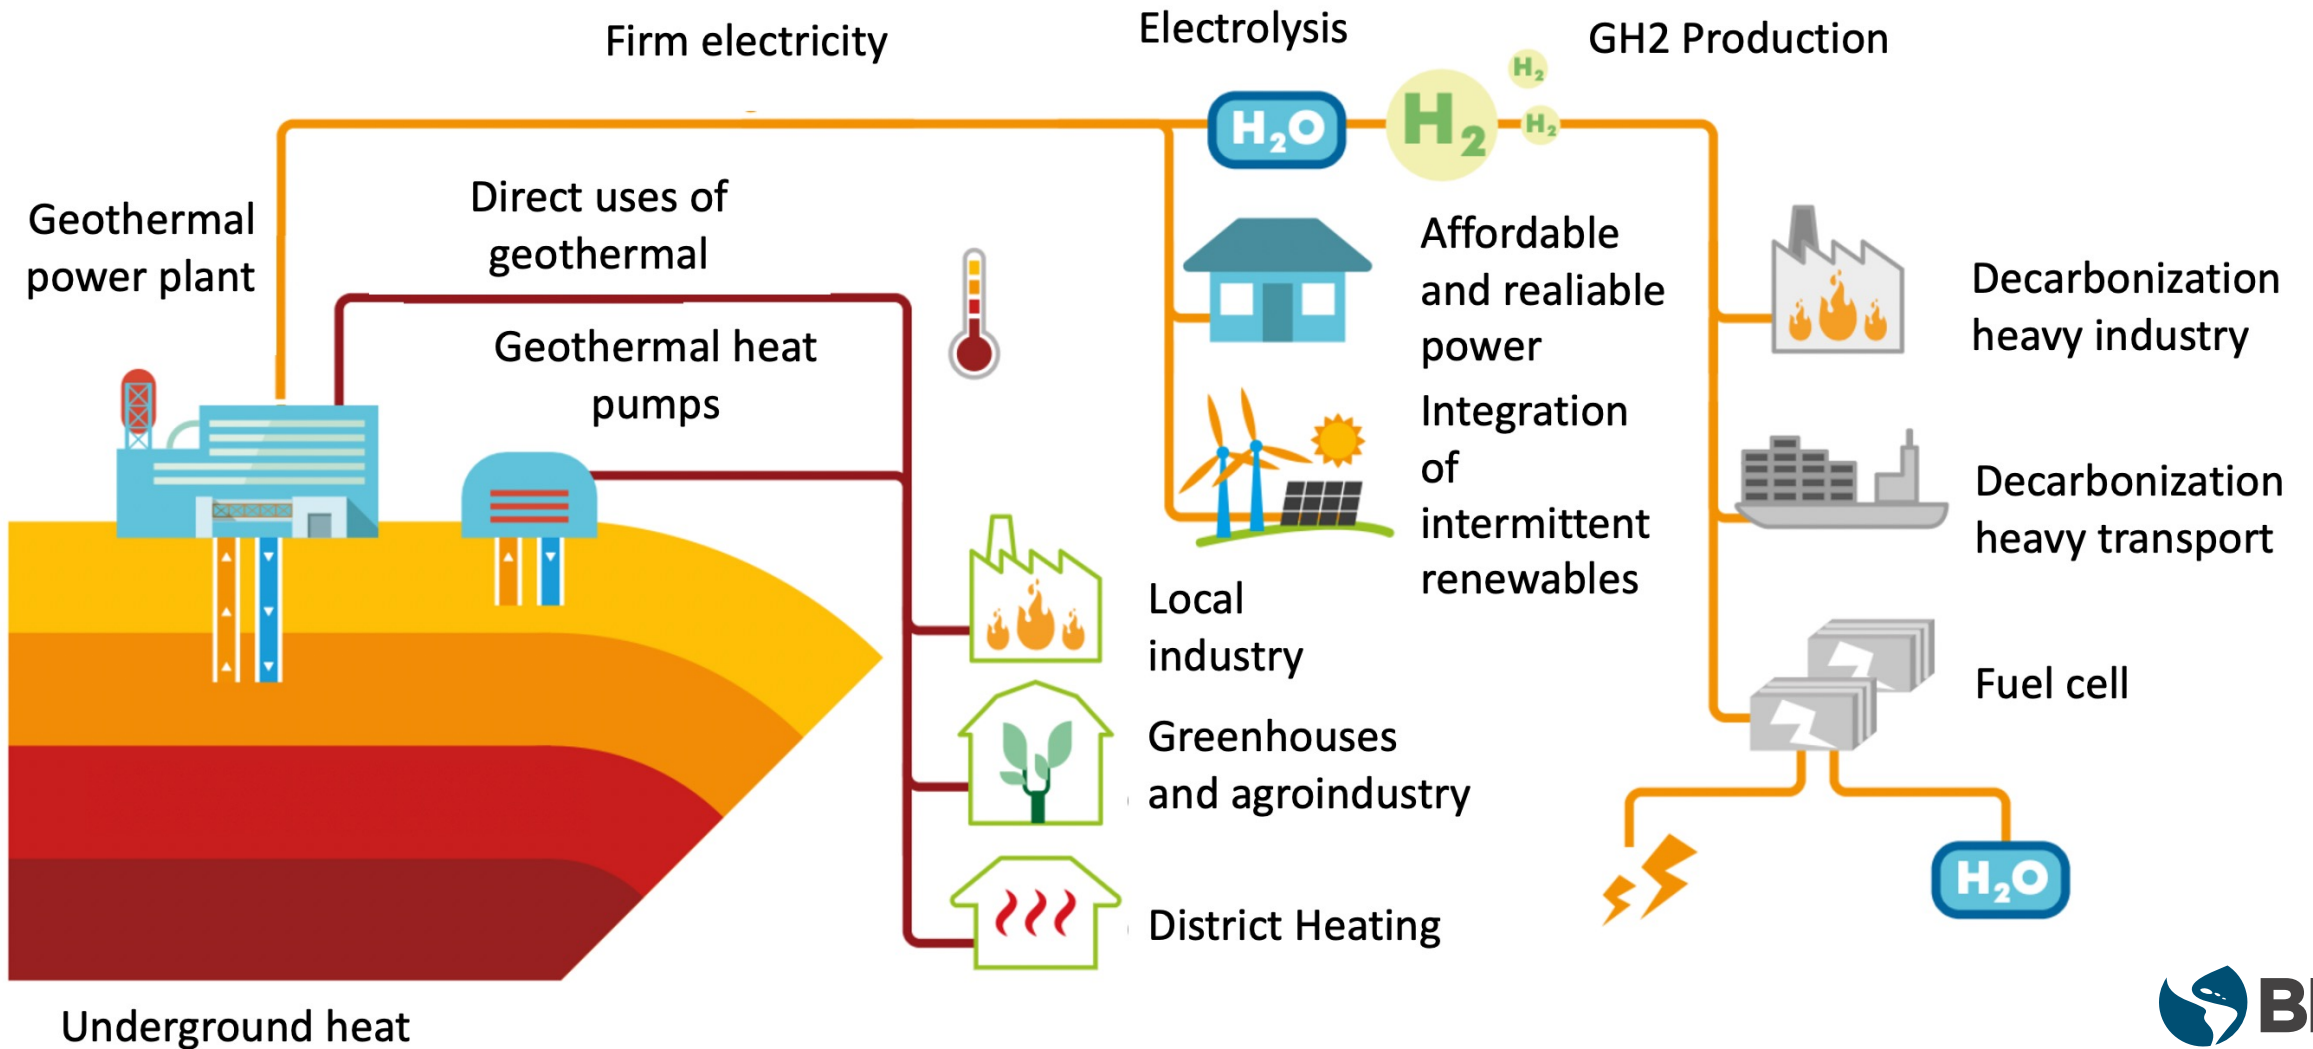 Firm electricity
Electrolysis
GH2 Production
H₂
H₂O
H₂
H₂
Geothermal
power plant
Direct uses of
geothermal
Geothermal heat
pumps
Affordable
and realiable
power
Integration
of
intermittent
renewables
Decarbonization
heavy industry
Decarbonization
heavy transport
Fuel cell
H₂O
Local
industry
Greenhouses
and agroindustry
District Heating
Underground heat